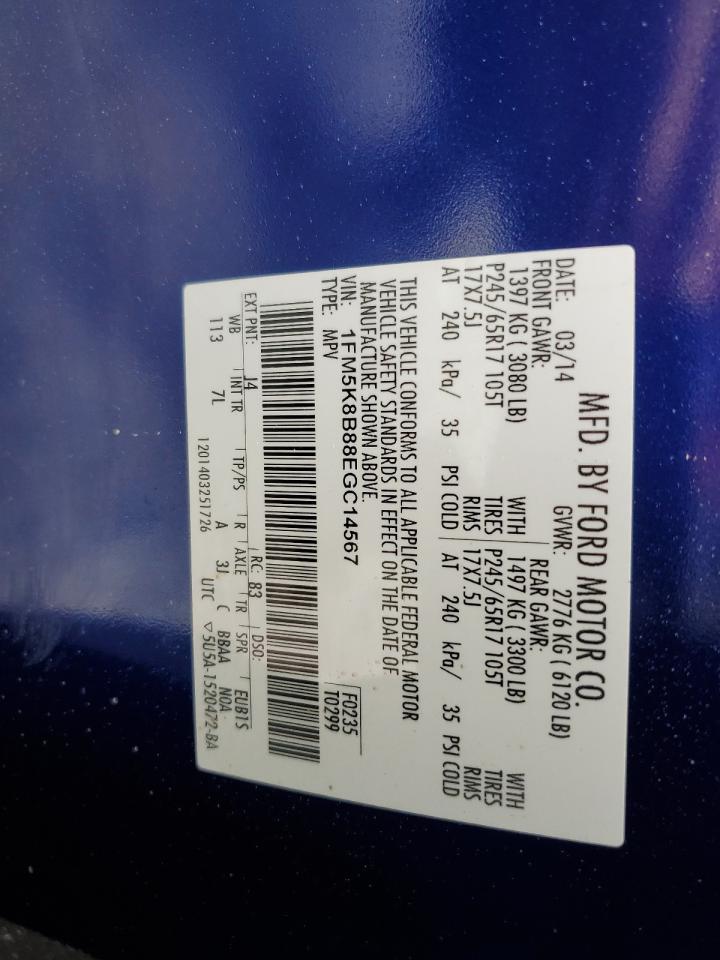 MFD. BY FORD MOTOR CO.
DATE: 03/14 GVWR: 2776 KG ( 6120 LB)
FRONT GAWR: REAR GAWR:
1397 KG ( 3080 LB) WITH 1497 KG ( 3300 LB) WITH
P245/65R17 105T TIRES P245/65R17 105T TIRES
17X7.5J RIMS 17X7.5J RIMS
AT 240 kPa/ 35 PSI COLD AT 240 kPa/ 35 PSI COLD
THIS VEHICLE CONFORMS TO ALL APPLICABLE FEDERAL MOTOR
VEHICLE SAFETY STANDARDS IN EFFECT ON THE DATE OF
MANUFACTURE SHOWN ABOVE.
VIN: 1FM5K8B88EGC14567 F0235
TYPE: MPV T0299
EXT PNT: J4 RC: 83 DSO:
WB INT TR TP/PS R AXLE TR SPR EUB1S
113 7L A 3J C BBAA N0A
1201403251726 UTC ▽ 5U5A-1520472-BA